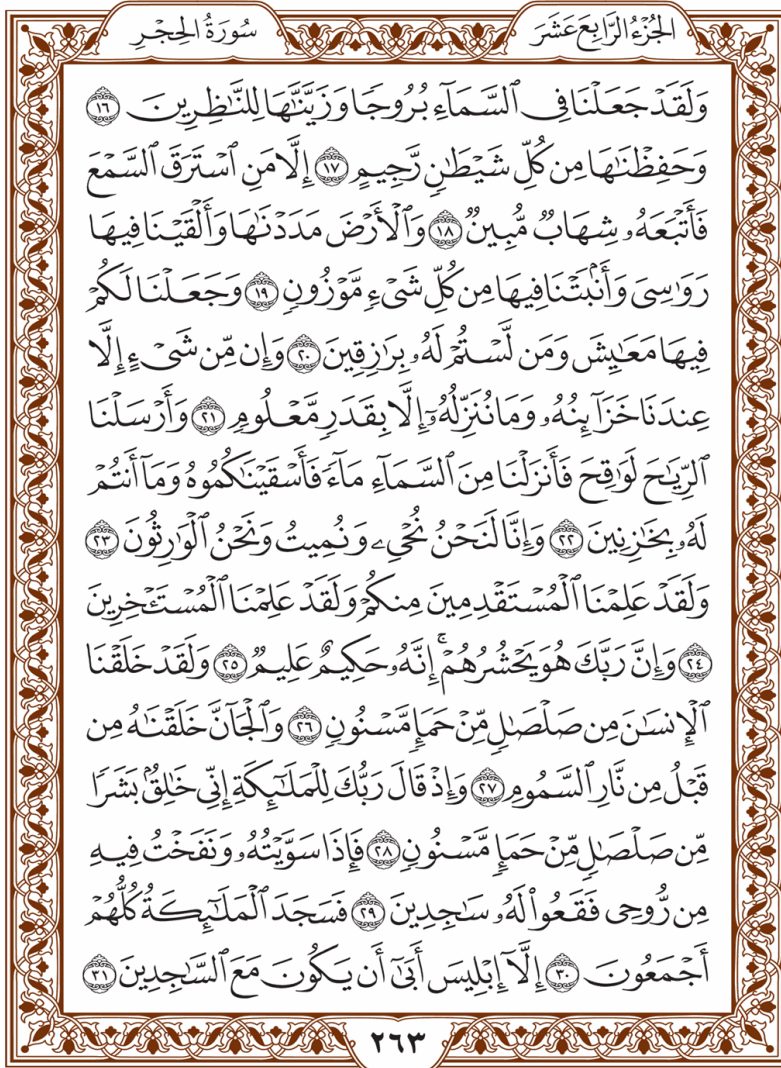 الجُزْءُ الرَّابِعَ عَشَرَ
سُورَةُ الحِجْرِ
وَلَقَدۡ جَعَلۡنَا فِي ٱلسَّمَآءِ بُرُوجٗا وَزَيَّنَّٰهَا لِلنَّٰظِرِينَ ١٦
وَحَفِظۡنَٰهَا مِن كُلِّ شَيۡطَٰنٖ رَّجِيمٍ ١٧ إِلَّا مَنِ ٱسۡتَرَقَ ٱلسَّمۡعَ
فَأَتۡبَعَهُۥ شِهَابٞ مُّبِينٞ ١٨ وَٱلۡأَرۡضَ مَدَدۡنَٰهَا وَأَلۡقَيۡنَا فِيهَا
رَوَٰسِيَ وَأَنۢبَتۡنَا فِيهَا مِن كُلِّ شَيۡءٖ مَّوۡزُونٖ ١٩ وَجَعَلۡنَا لَكُمۡ
فِيهَا مَعَٰيِشَ وَمَن لَّسۡتُمۡ لَهُۥ بِرَٰزِقِينَ ٢٠ وَإِن مِّن شَيۡءٍ إِلَّا
عِندَنَا خَزَآئِنُهُۥ وَمَا نُنَزِّلُهُۥٓ إِلَّا بِقَدَرٖ مَّعۡلُومٖ ٢١ وَأَرۡسَلۡنَا
ٱلرِّيَٰحَ لَوَٰقِحَ فَأَنزَلۡنَا مِنَ ٱلسَّمَآءِ مَآءٗ فَأَسۡقَيۡنَٰكُمُوهُ وَمَآ أَنتُمۡ
لَهُۥ بِخَٰزِنِينَ ٢٢ وَإِنَّا لَنَحۡنُ نُحۡيِۦ وَنُمِيتُ وَنَحۡنُ ٱلۡوَٰرِثُونَ ٢٣
وَلَقَدۡ عَلِمۡنَا ٱلۡمُسۡتَقۡدِمِينَ مِنكُمۡ وَلَقَدۡ عَلِمۡنَا ٱلۡمُسۡتَـٔۡخِرِينَ
٢٤ وَإِنَّ رَبَّكَ هُوَ يَحۡشُرُهُمۡۚ إِنَّهُۥ حَكِيمٌ عَلِيمٞ ٢٥ وَلَقَدۡ خَلَقۡنَا
ٱلۡإِنسَٰنَ مِن صَلۡصَٰلٖ مِّنۡ حَمَإٖ مَّسۡنُونٖ ٢٦ وَٱلۡجَآنَّ خَلَقۡنَٰهُ مِن
قَبۡلُ مِن نَّارِ ٱلسَّمُومِ ٢٧ وَإِذۡ قَالَ رَبُّكَ لِلۡمَلَٰٓئِكَةِ إِنِّي خَٰلِقُۢ بَشَرٗا
مِّن صَلۡصَٰلٖ مِّنۡ حَمَإٖ مَّسۡنُونٖ ٢٨ فَإِذَا سَوَّيۡتُهُۥ وَنَفَخۡتُ فِيهِ
مِن رُّوحِي فَقَعُواْ لَهُۥ سَٰجِدِينَ ٢٩ فَسَجَدَ ٱلۡمَلَٰٓئِكَةُ كُلُّهُمۡ
أَجۡمَعُونَ ٣٠ إِلَّآ إِبۡلِيسَ أَبَىٰٓ أَن يَكُونَ مَعَ ٱلسَّٰجِدِينَ ٣١
٢٦٣